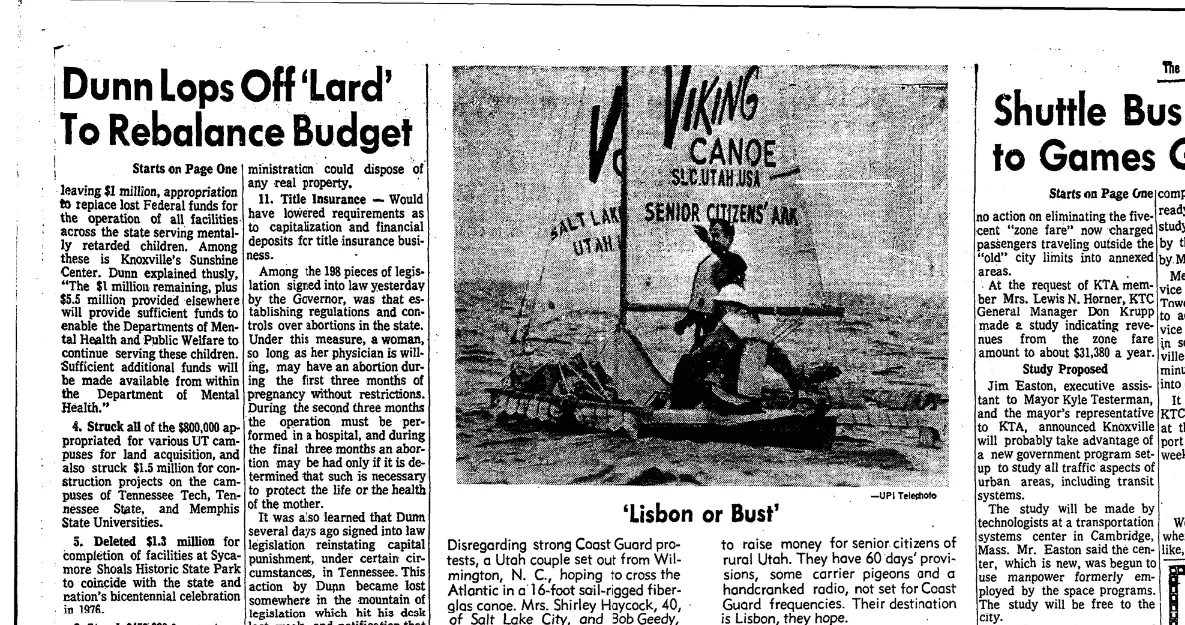 Dunn Lops Off 'Lard'
To Rebalance Budget
Starts on Page One
leaving $1 million, appropriation
to replace lost Federal funds for
the operation of all facilities
across the state serving mental-
ly retarded children. Among
these is Knoxville's Sunshine
Center. Dunn explained thusly,
"The $1 million remaining, plus
$5.5 million provided elsewhere
will provide sufficient funds to
enable the Departments of Men-
tal Health and Public Welfare to
continue serving these children.
Sufficient additional funds will
be made available from within
the Department of Mental
Health."
4. Struck all of the $800,000 ap-
propriated for various UT cam-
puses for land acquisition, and
also struck $1.5 million for con-
struction projects on the cam-
puses of Tennessee Tech, Ten-
nessee State, and Memphis
State Universities.
5. Deleted $1.3 million for
completion of facilities at Syca-
more Shoals Historic State Park
to coincide with the state and
nation's bicentennial celebration
in 1976.
ministration could dispose of
any real property.
11. Title Insurance — Would
have lowered requirements as
to capitalization and financial
deposits for title insurance busi-
ness.
Among the 198 pieces of legis-
lation signed into law yesterday
by the Governor, was that es-
tablishing regulations and con-
trols over abortions in the state.
Under this measure, a woman,
so long as her physician is will-
ing, may have an abortion dur-
ing the first three months of
pregnancy without restrictions.
During the second three months
the operation must be per-
formed in a hospital, and during
the final three months an abor-
tion may be had only if it is de-
termined that such is necessary
to protect the life or the health
of the mother.
It was also learned that Dunn
several days ago signed into law
legislation reinstating capital
punishment, under certain cir-
cumstances, in Tennessee. This
action by Dunn became lost
somewhere in the mountain of
legislation which hit his desk
VIKING
CANOE
SLC.UTAH.USA
SENIOR CITIZENS' ARK
SALT LAK
UTAH
—UPI Telephoto
'Lisbon or Bust'
Disregarding strong Coast Guard pro-
tests, a Utah couple set out from Wil-
mington, N. C., hoping to cross the
Atlantic in a 16-foot sail-rigged fiber-
glas canoe. Mrs. Shirley Haycock, 40,
of Salt Lake City, and Bob Geedy,
to raise money for senior citizens of
rural Utah. They have 60 days' provi-
sions, some carrier pigeons and a
handcranked radio, not set for Coast
Guard frequencies. Their destination
is Lisbon, they hope.
The
Shuttle Bus
to Games
Starts on Page One
no action on eliminating the five-
cent "zone fare" now charged
passengers traveling outside the
"old" city limits into annexed
areas.
At the request of KTA mem-
ber Mrs. Lewis N. Horner, KTC
General Manager Don Krupp
made a study indicating reve-
nues from the zone fare
amount to about $31,380 a year.
Study Proposed
Jim Easton, executive assis-
tant to Mayor Kyle Testerman,
and the mayor's representative
to KTA, announced Knoxville
will probably take advantage of
a new government program set-
up to study all traffic aspects of
urban areas, including transit
systems.
The study will be made by
technologists at a transportation
systems center in Cambridge,
Mass. Mr. Easton said the cen-
ter, which is new, was begun to
use manpower formerly em-
ployed by the space programs.
The study will be free to the
city.
comp
ready
study
by t
by M
Me
vice
Towe
to a
vice
in s
ville
minu
into
It
KTC
at t
port
week
W
whe
like,